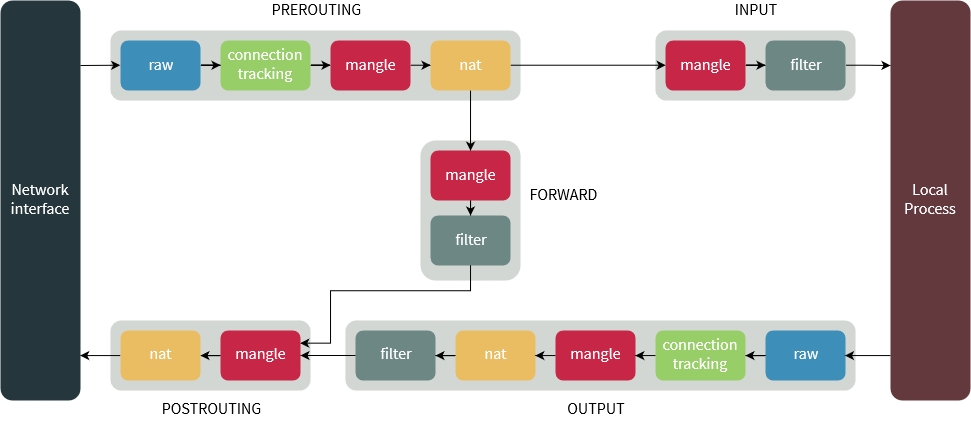 PREROUTING
INPUT
raw
connection
tracking
mangle
nat
mangle
filter
Network
interface
mangle
FORWARD
filter
Local
Process
nat
mangle
filter
nat
mangle
connection
tracking
raw
POSTROUTING
OUTPUT